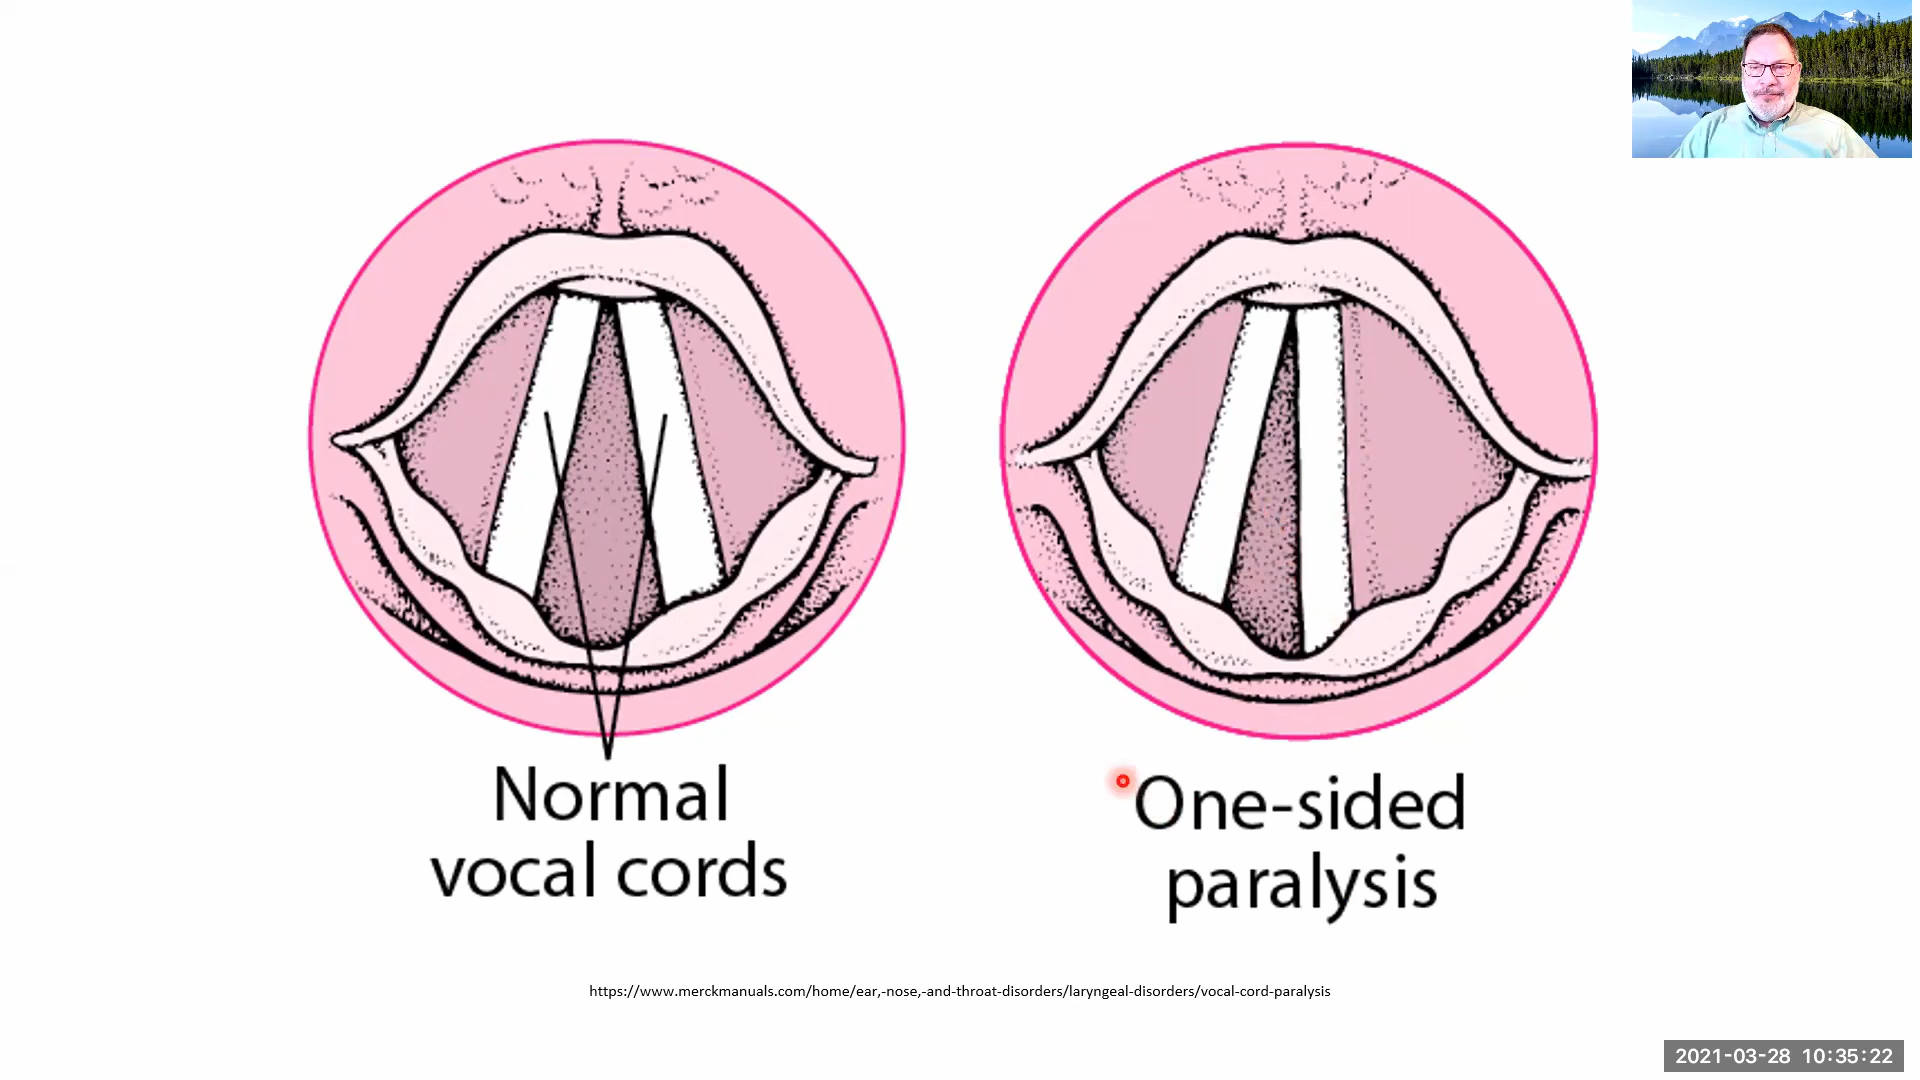 Normal
vocal cords
One-sided
paralysis
https://www.merckmanuals.com/home/ear,-nose,-and-throat-disorders/laryngeal-disorders/vocal-cord-paralysis
2021-03-28 10:35:22